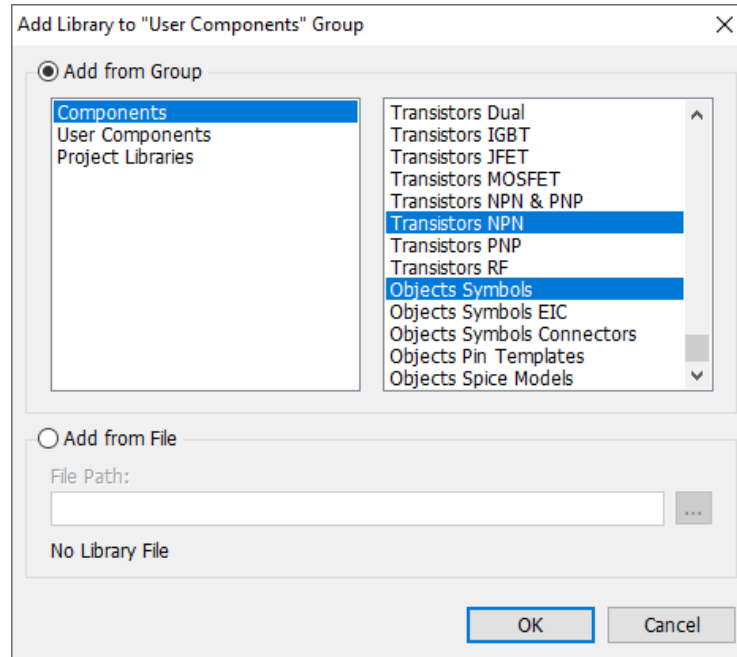 Add Library to "User Components" Group
Add from Group
Components
User Components
Project Libraries
Transistors Dual
Transistors IGBT
Transistors JFET
Transistors MOSFET
Transistors NPN & PNP
Transistors NPN
Transistors PNP
Transistors RF
Objects Symbols
Objects Symbols EIC
Objects Symbols Connectors
Objects Pin Templates
Objects Spice Models
Add from File
File Path:
...
No Library File
OK
Cancel